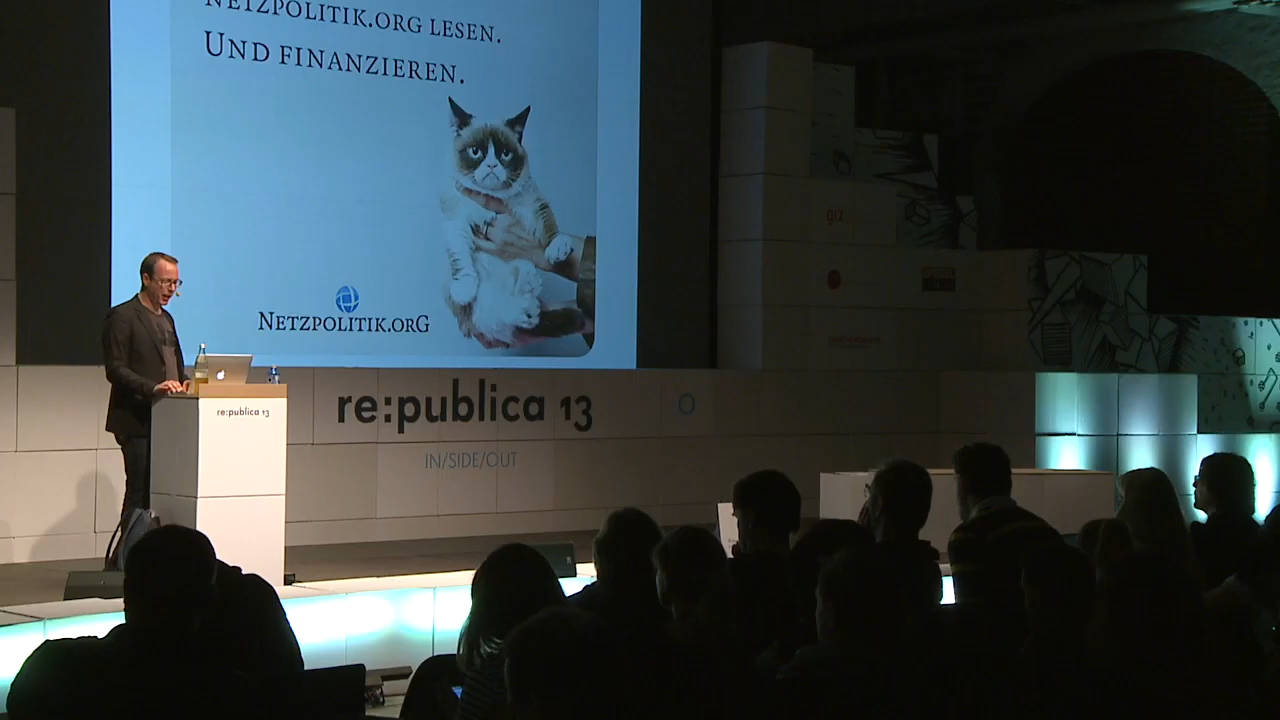 NETZPOLITIK.ORG LESEN.
UND FINANZIEREN.
NETZPOLITIK.ORG
giz
re:publica 13
re:publica 13
IN/SIDE/OUT